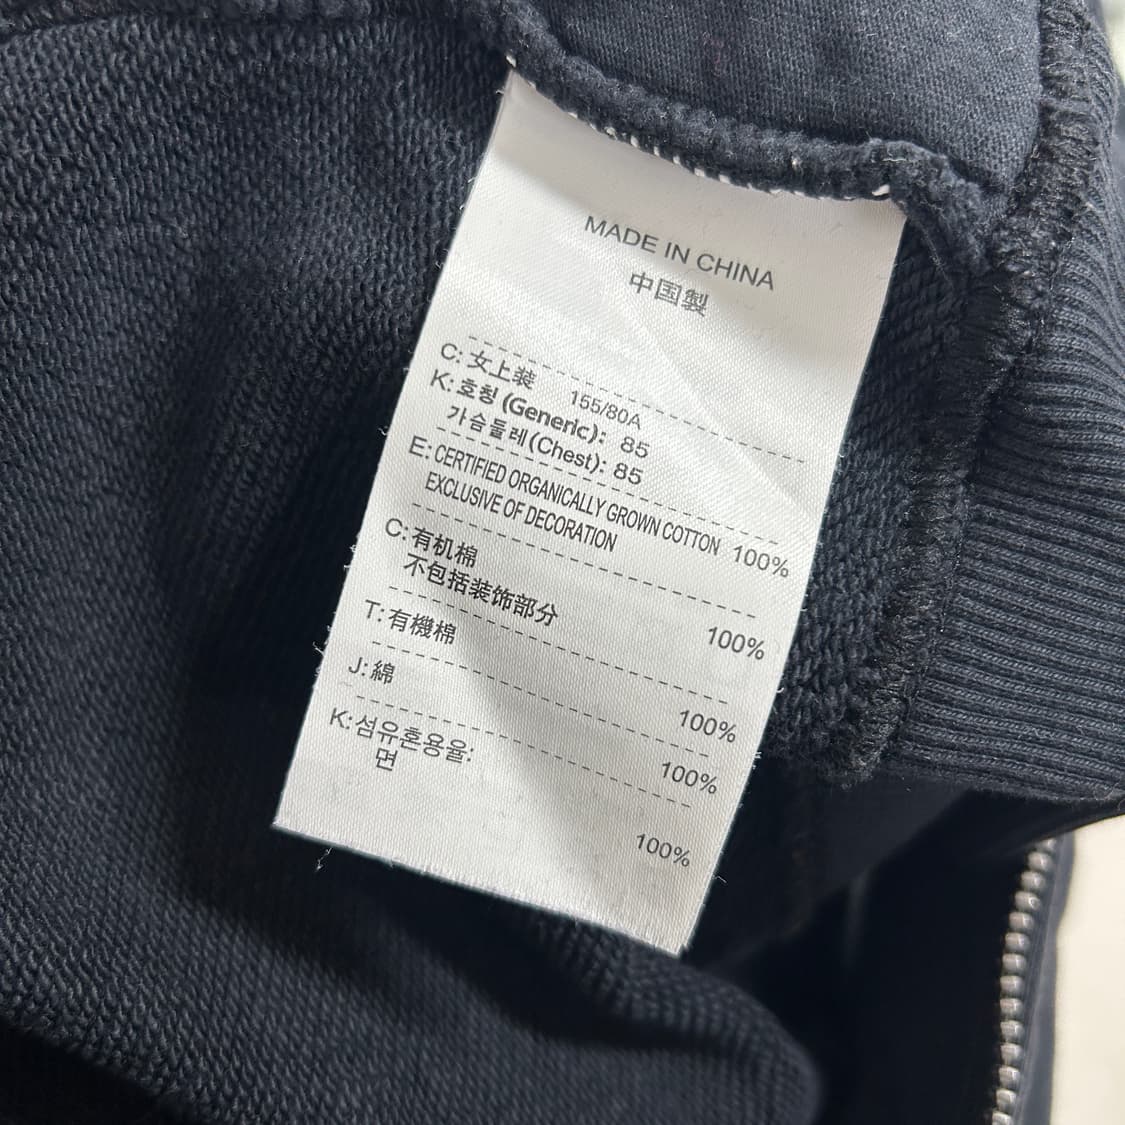 MADE IN CHINA
中国製
C: 女上装 155/80A
K: 호칭 (Generic): 85
가슴둘레(Chest): 85
E: CERTIFIED ORGANICALLY GROWN COTTON 100%
EXCLUSIVE OF DECORATION
C: 有机棉 100%
不包括装饰部分
T: 有機棉 100%
J: 綿 100%
K: 섬유혼용율:
면 100%